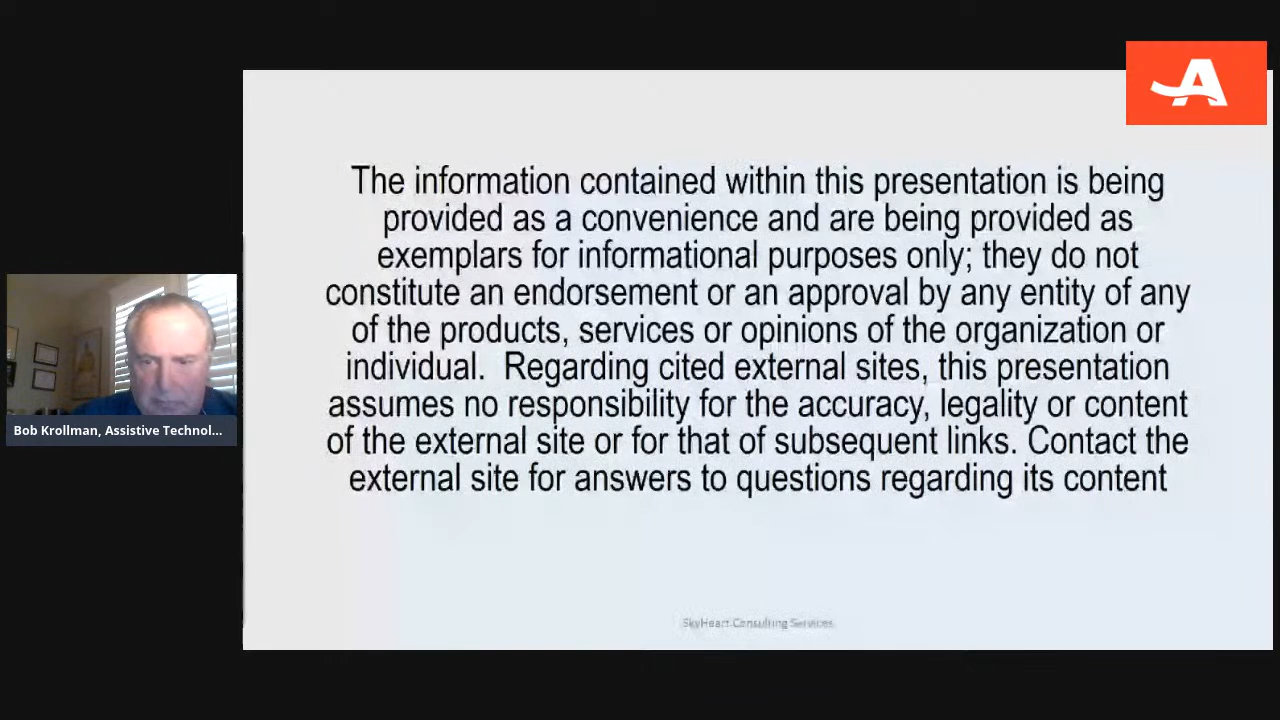 The information contained within this presentation is being
provided as a convenience and are being provided as
exemplars for informational purposes only; they do not
constitute an endorsement or an approval by any entity of any
of the products, services or opinions of the organization or
individual.  Regarding cited external sites, this presentation
assumes no responsibility for the accuracy, legality or content
of the external site or for that of subsequent links. Contact the
external site for answers to questions regarding its content
Bob Krollman, Assistive Technol...
SkyHeart Consulting Services